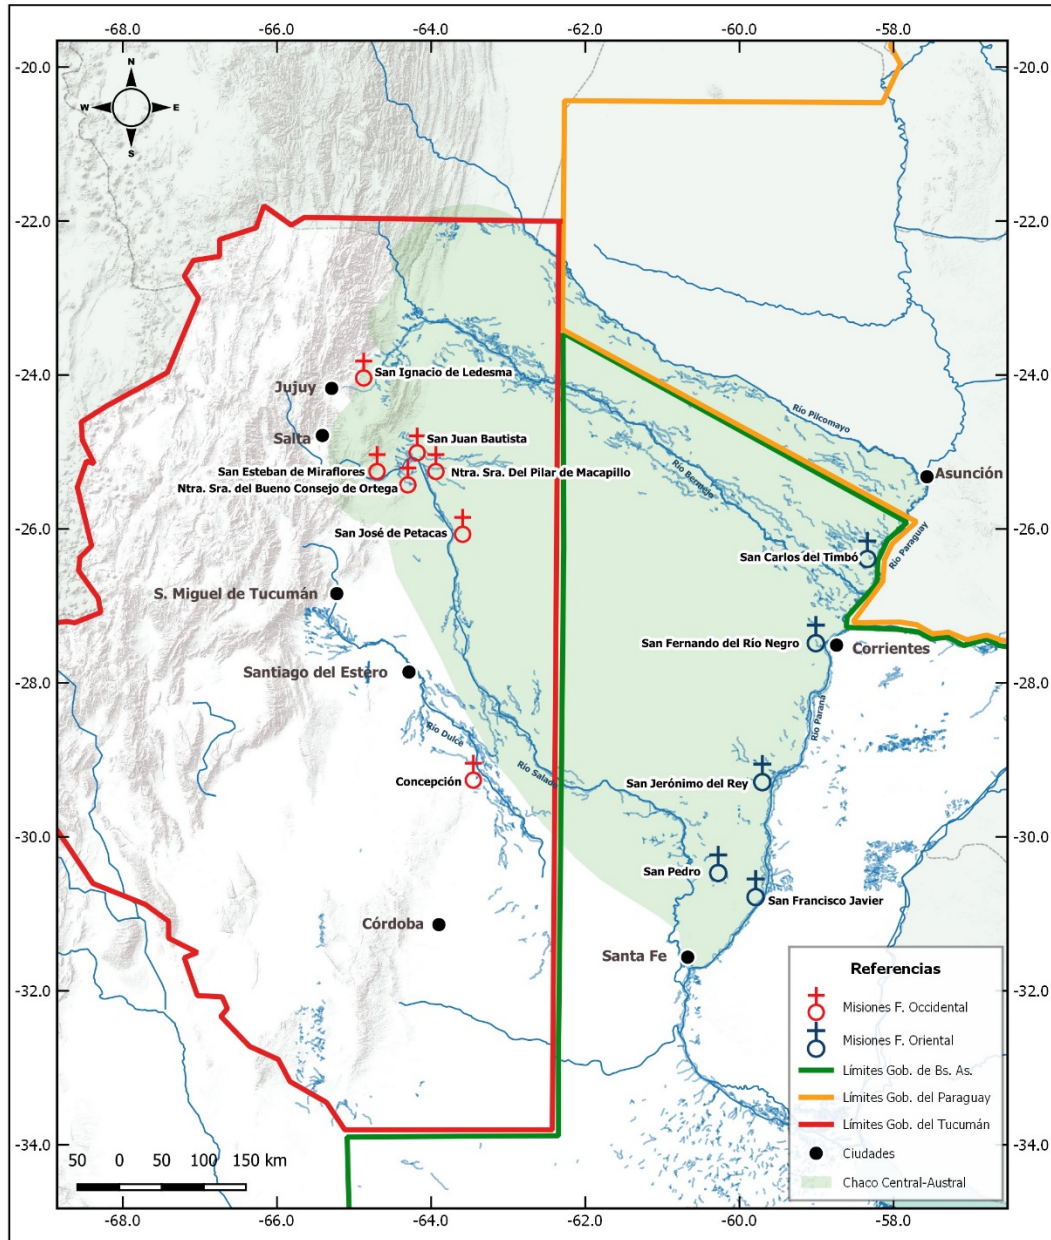 -68.0 -66.0 -64.0 -62.0 -60.0 -58.0
-20.0 -20.0
N
W E
S
-22.0 -22.0
-24.0 -24.0
San Ignacio de Ledesma
Jujuy
Río Pilcomayo
Salta
San Juan Bautista
San Esteban de Miraflores
Ntra. Sra. Del Pilar de Macapillo
Ntra. Sra. del Bueno Consejo de Ortega
Río Bermejo
Asunción
-26.0 -26.0
San José de Petacas
Río Paraguay
San Carlos del Timbó
S. Miguel de Tucumán
San Fernando del Río Negro
Corrientes
Santiago del Estero
-28.0 -28.0
Río Dulce
Río Paraná
Río Salado
Concepción
San Jerónimo del Rey
-30.0 -30.0
San Pedro
San Francisco Javier
Córdoba
Santa Fe
-32.0 -32.0
Referencias
Misiones F. Occidental
Misiones F. Oriental
Límites Gob. de Bs. As.
Límites Gob. del Paraguay
Límites Gob. del Tucumán
Ciudades
Chaco Central-Austral
-34.0 -34.0
50 0 50 100 150 km
-68.0 -66.0 -64.0 -62.0 -60.0 -58.0